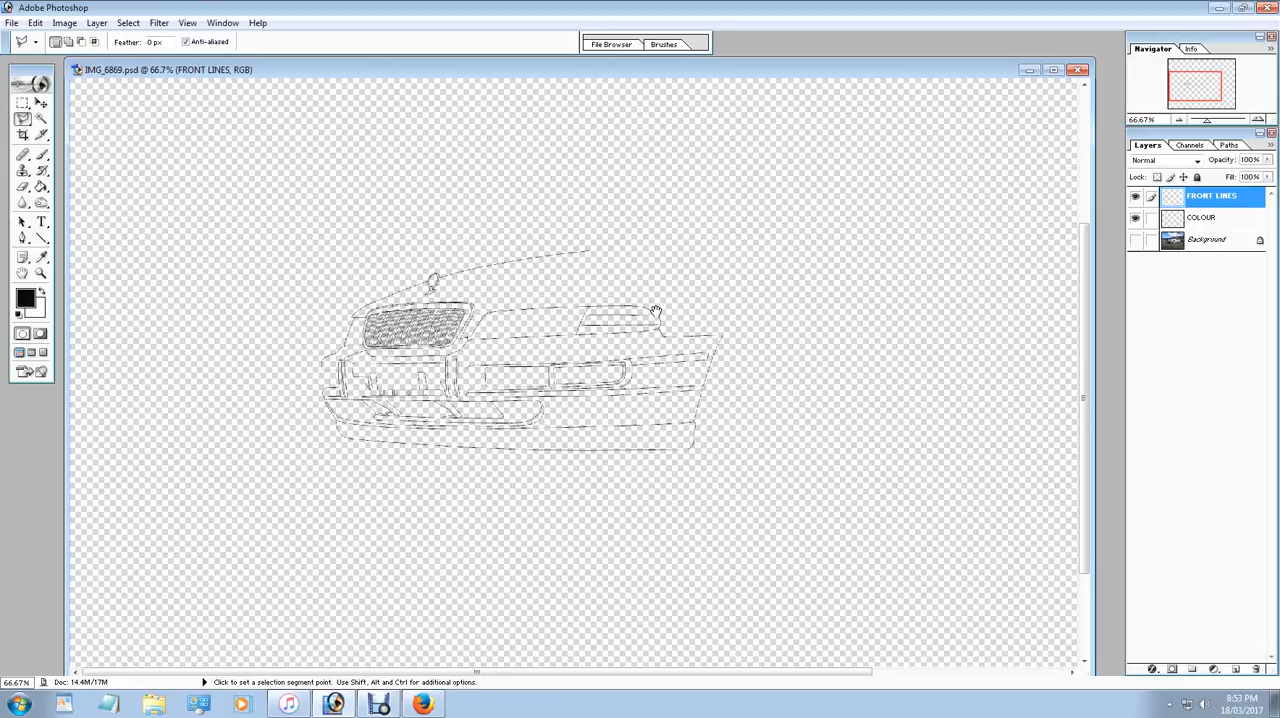 Adobe Photoshop
File Edit Image Layer Select Filter View Window Help
Feather: 0 px Anti-aliased File Browser Brushes
IMG_6869.psd @ 66.7% (FRONT LINES, RGB)
Navigator Info
66.67%
Layers Channels Paths
Normal Opacity: 100%
Lock: Fill: 100%
FRONT LINES
COLOUR
Background
66.67% Doc: 14.4M/17M Click to set a selection segment point. Use Shift, Alt and Ctrl for additional options.
8:53 PM
18/03/2017